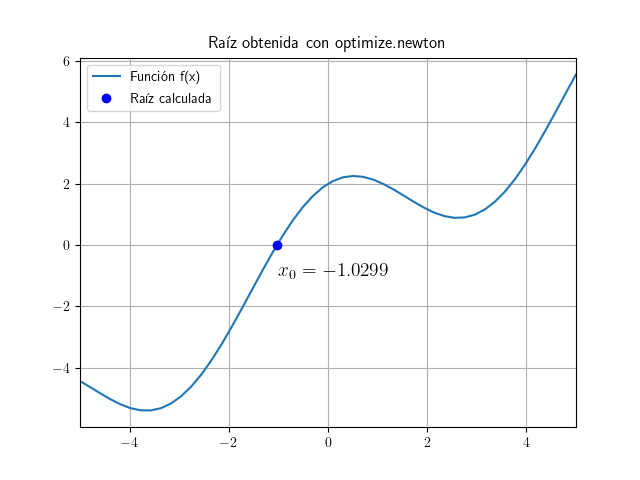 Raíz obtenida con optimize.newton
Función f(x)
Raíz calculada
6
4
2
0
−2
−4
x₀ = −1.0299
−4
−2
0
2
4